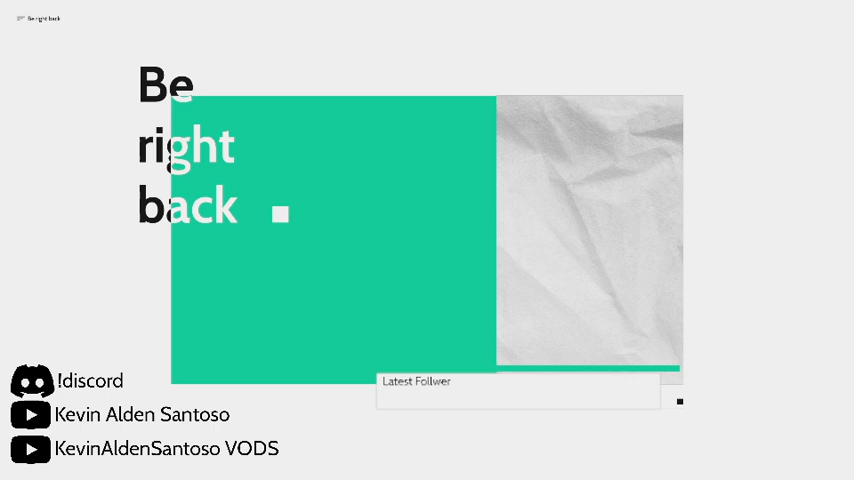 Be right back
Be
right
back
Latest Follwer
!discord
Kevin Alden Santoso
KevinAldenSantoso VODS